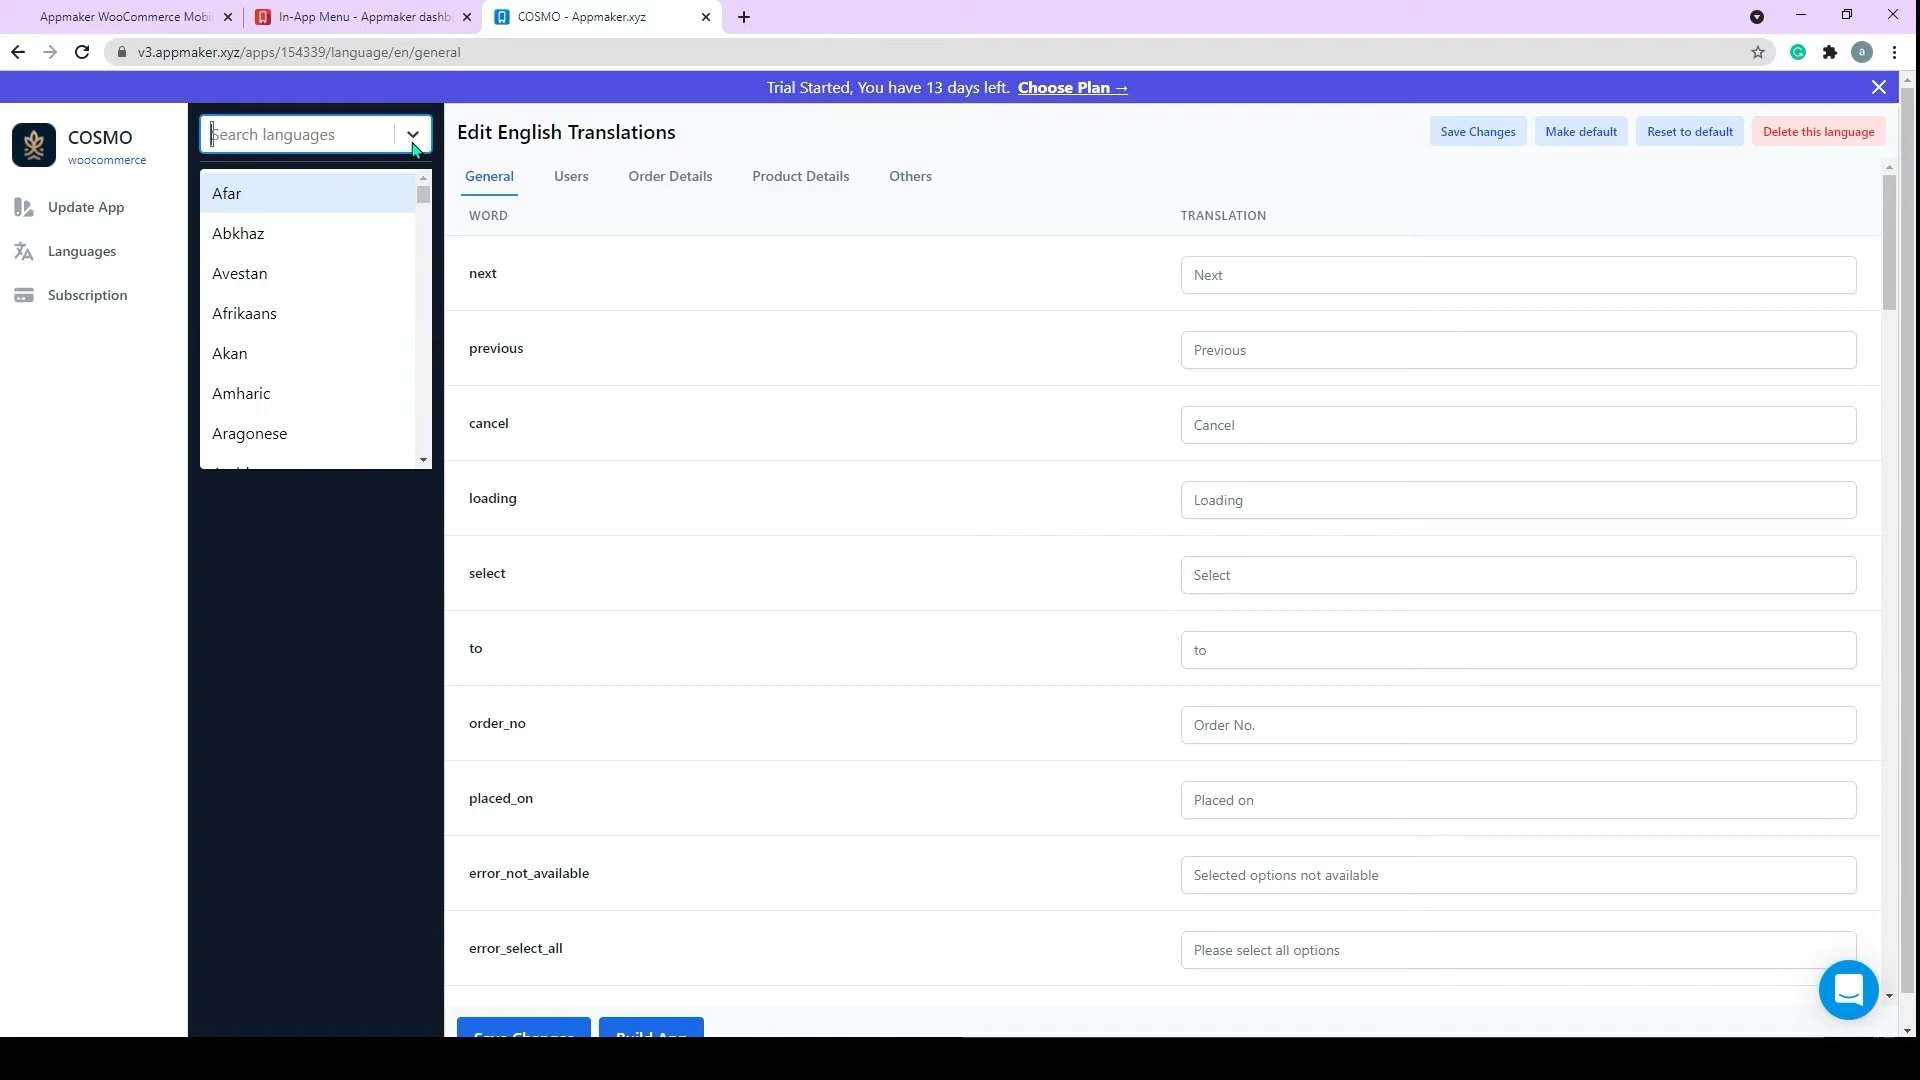 Appmaker WooCommerce Mobi
In-App Menu - Appmaker dashb
COSMO - Appmaker.xyz
v3.appmaker.xyz/apps/154339/language/en/general
a
Trial Started, You have 13 days left. Choose Plan →
COSMO
woocommerce
Update App
Languages
Subscription
Search languages
Afar
Abkhaz
Avestan
Afrikaans
Akan
Amharic
Aragonese
Edit English Translations
Save Changes
Make default
Reset to default
Delete this language
General
Users
Order Details
Product Details
Others
WORD
TRANSLATION
next
Next
previous
Previous
cancel
Cancel
loading
Loading
select
Select
to
to
order_no
Order No.
placed_on
Placed on
error_not_available
Selected options not available
error_select_all
Please select all options
Save Changes
Build App